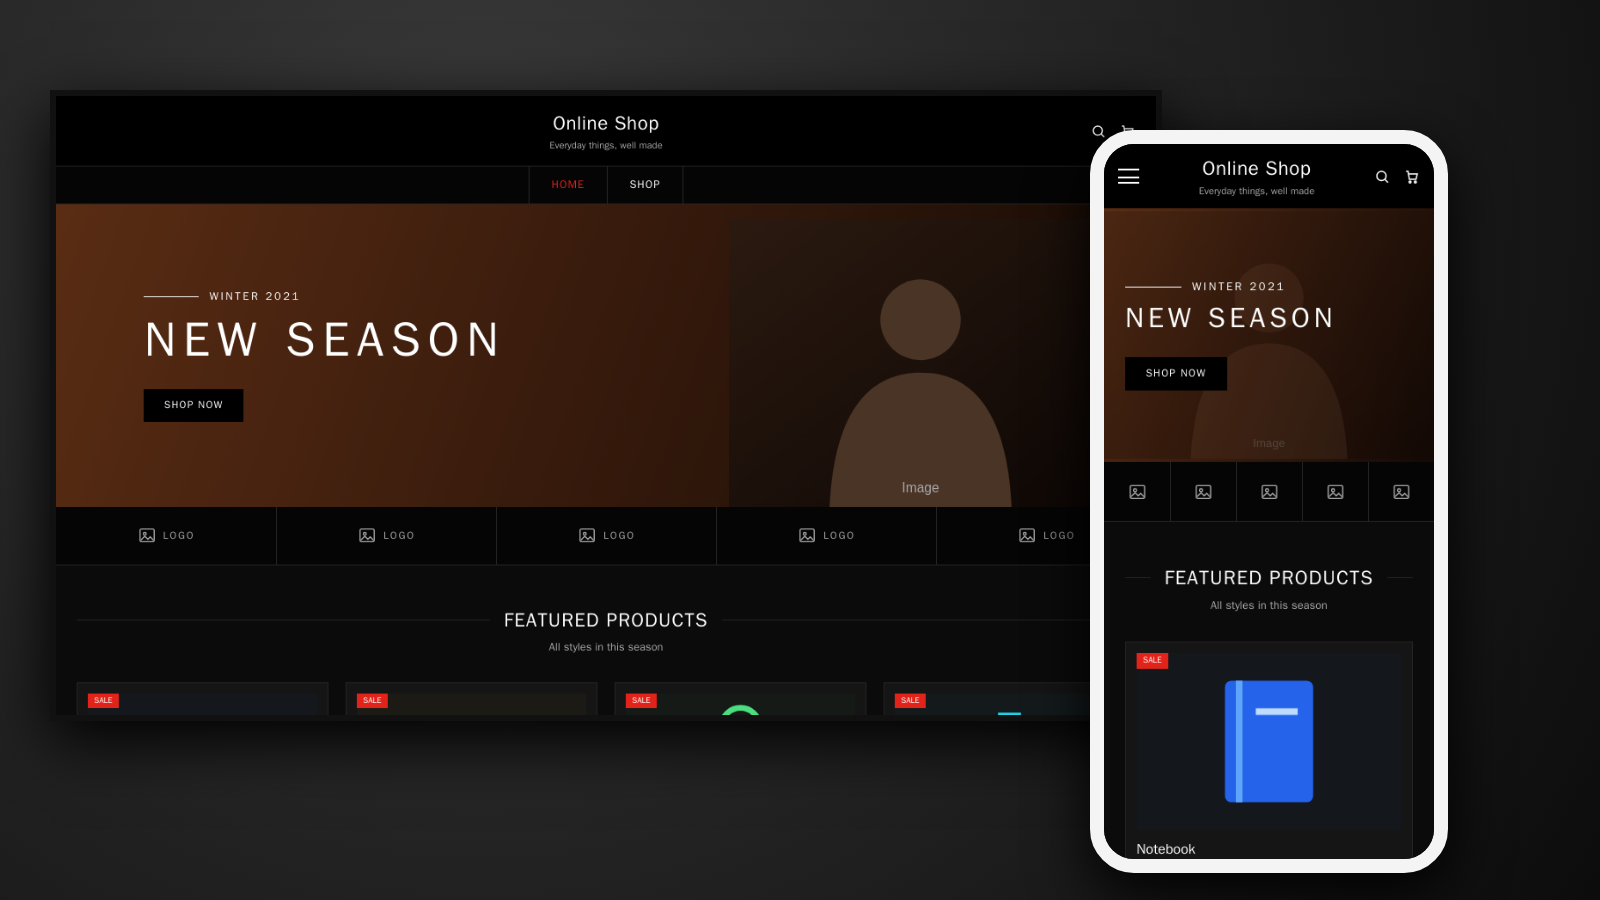 Online Shop
Everyday things, well made
HOME SHOP
WINTER 2021
NEW SEASON
SHOP NOW
Image
LOGO LOGO LOGO LOGO LOGO
FEATURED PRODUCTS
All styles in this season
SALE SALE SALE SALE
Online Shop
Everyday things, well made
WINTER 2021
NEW SEASON
SHOP NOW
Image
FEATURED PRODUCTS
All styles in this season
SALE
Notebook